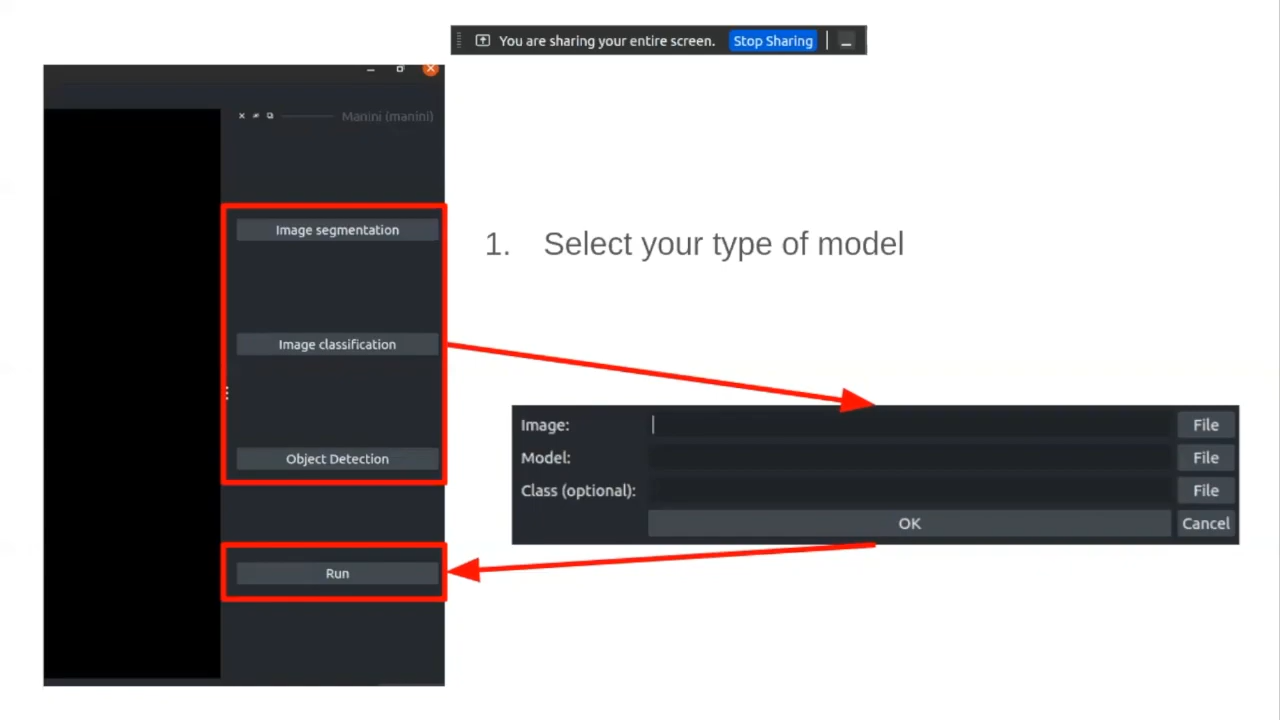 You are sharing your entire screen. Stop Sharing
Manini (manini)
Image segmentation
Image classification
Object Detection
Run
1. Select your type of model
Image: File
Model: File
Class (optional): File
OK Cancel